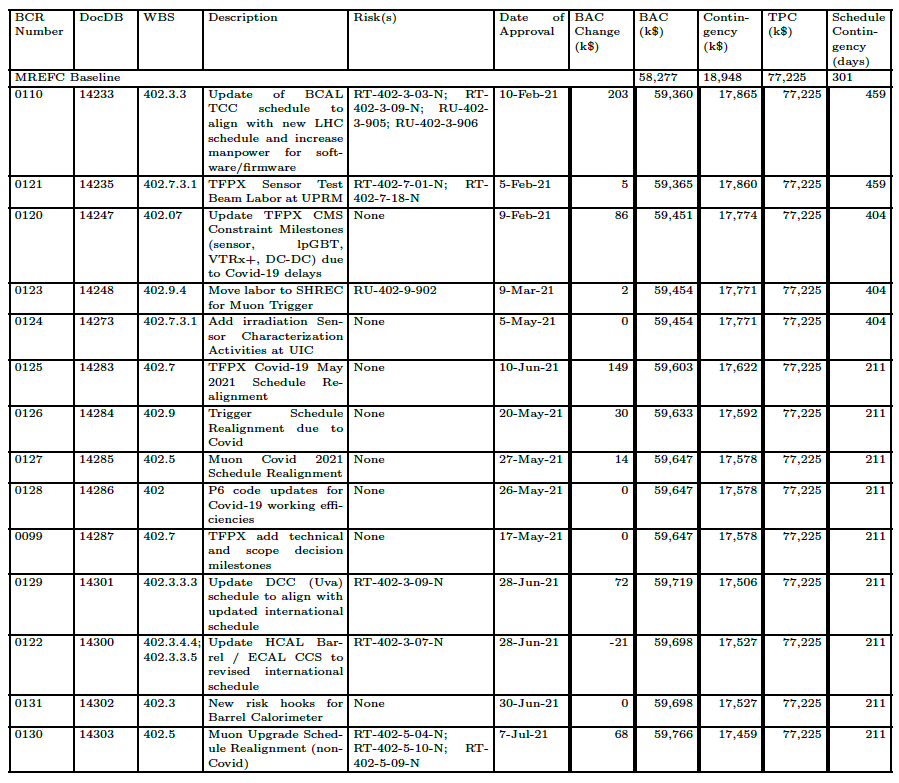 BCR Number DocDB WBS Description Risk(s) Date of Approval BAC Change (k$) BAC (k$) Contin-gency (k$) TPC (k$) Schedule Contin-gency (days)
MREFC Baseline 58,277 18,948 77,225 301
0110 14233 402.3.3 Update of BCAL RT-402-3-03-N; RT- 10-Feb-21 203 59,360 17,865 77,225 459
TCC schedule to 402-3-09-N; RU-402-
align with new LHC 3-905; RU-402-3-906
schedule and increase
manpower for soft-
ware/firmware
0121 14235 402.7.3.1 TFPX Sensor Test RT-402-7-01-N; RT- 5-Feb-21 5 59,365 17,860 77,225 459
Beam Labor at UPRM 402-7-18-N
0120 14247 402.07 Update TFPX CMS None 9-Feb-21 86 59,451 17,774 77,225 404
Constraint Milestones
(sensor, lpGBT,
VTRx+, DC-DC) due
to Covid-19 delays
0123 14248 402.9.4 Move labor to SHREC RU-402-9-902 9-Mar-21 2 59,454 17,771 77,225 404
for Muon Trigger
0124 14273 402.7.3.1 Add irradiation Sen- None 5-May-21 0 59,454 17,771 77,225 404
sor Characterization
Activities at UIC
0125 14283 402.7 TFPX Covid-19 May None 10-Jun-21 149 59,603 17,622 77,225 211
2021 Schedule Re-
alignment
0126 14284 402.9 Trigger Schedule None 20-May-21 30 59,633 17,592 77,225 211
Realignment due to
Covid
0127 14285 402.5 Muon Covid 2021 None 27-May-21 14 59,647 17,578 77,225 211
Schedule Realignment
0128 14286 402 P6 code updates for None 26-May-21 0 59,647 17,578 77,225 211
Covid-19 working effi-
ciencies
0099 14287 402.7 TFPX add technical None 17-May-21 0 59,647 17,578 77,225 211
and scope decision
milestones
0129 14301 402.3.3.3 Update DCC (Uva) RT-402-3-09-N 28-Jun-21 72 59,719 17,506 77,225 211
schedule to align with
updated international
schedule
0122 14300 402.3.4.4; Update HCAL Bar- RT-402-3-07-N 28-Jun-21 -21 59,698 17,527 77,225 211
402.3.3.5 rel / ECAL CCS to
revised international
schedule
0131 14302 402.3 New risk hooks for None 30-Jun-21 0 59,698 17,527 77,225 211
Barrel Calorimeter
0130 14303 402.5 Muon Upgrade Sched- RT-402-5-04-N; 7-Jul-21 68 59,766 17,459 77,225 211
ule Realignment (non- RT-402-5-10-N; RT-
Covid) 402-5-09-N